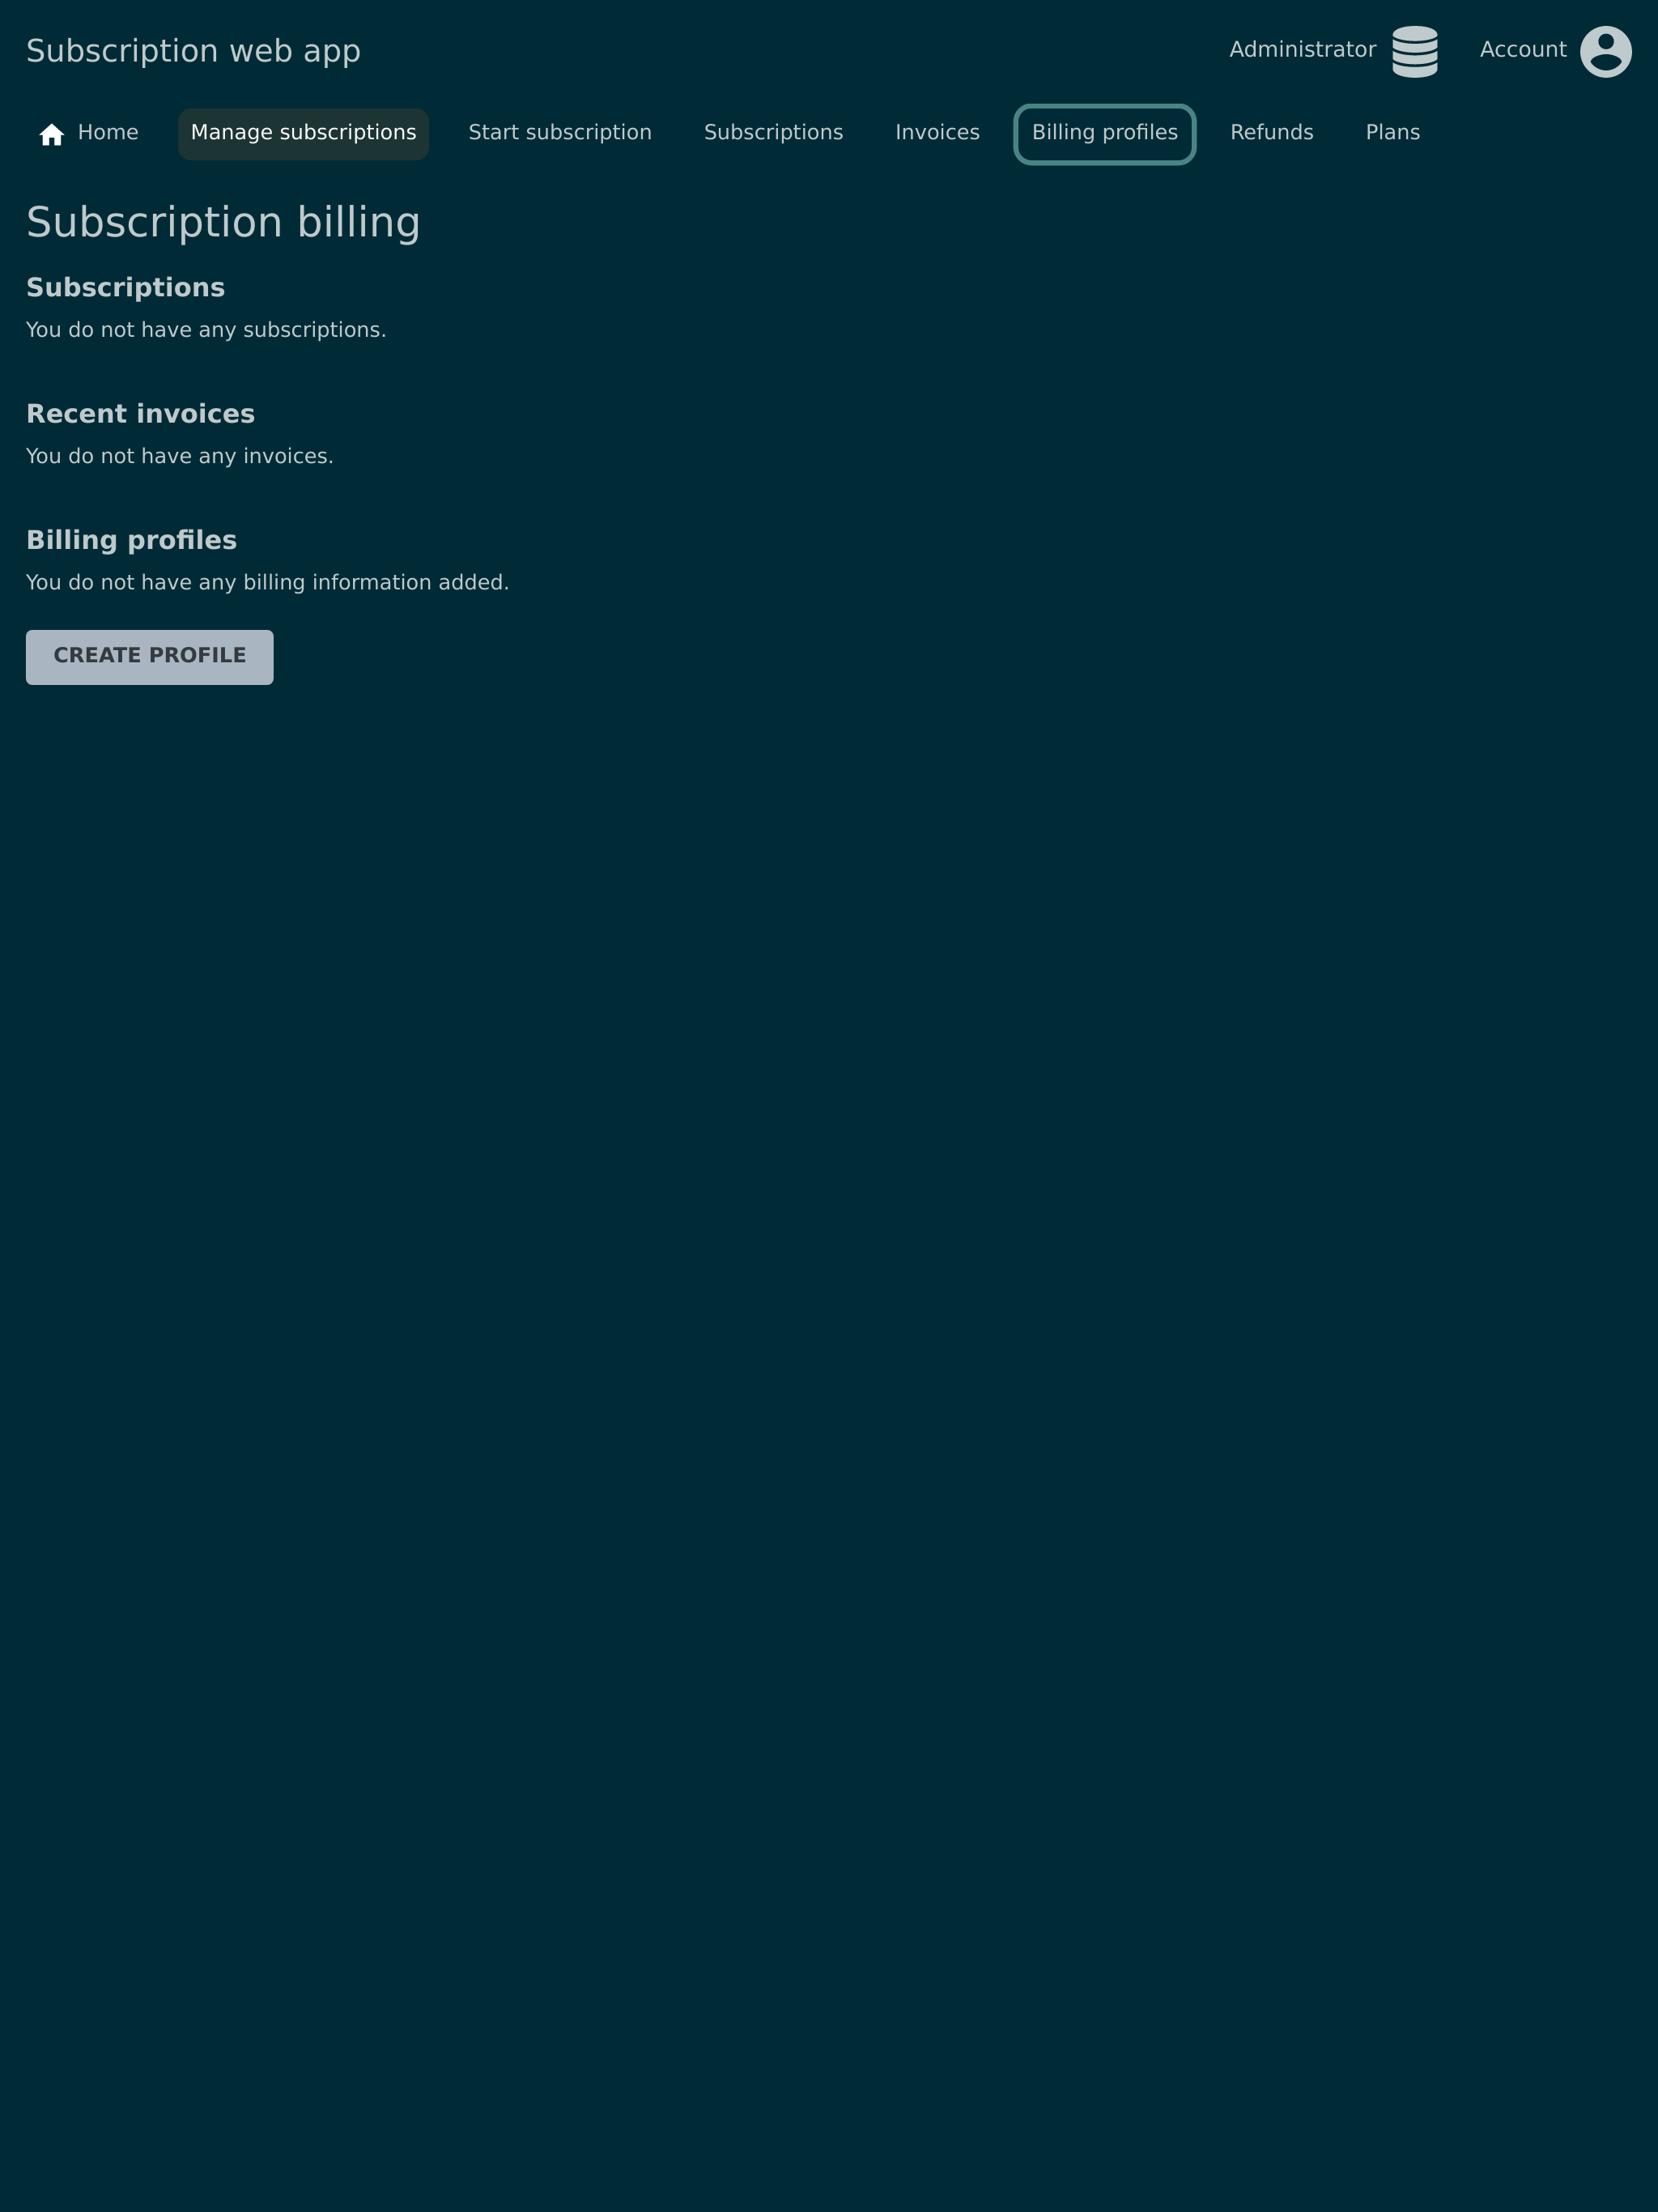 Subscription web app
Administrator
Account
Home
Manage subscriptions
Start subscription
Subscriptions
Invoices
Billing profiles
Refunds
Plans
Subscription billing
Subscriptions
You do not have any subscriptions.
Recent invoices
You do not have any invoices.
Billing profiles
You do not have any billing information added.
CREATE PROFILE